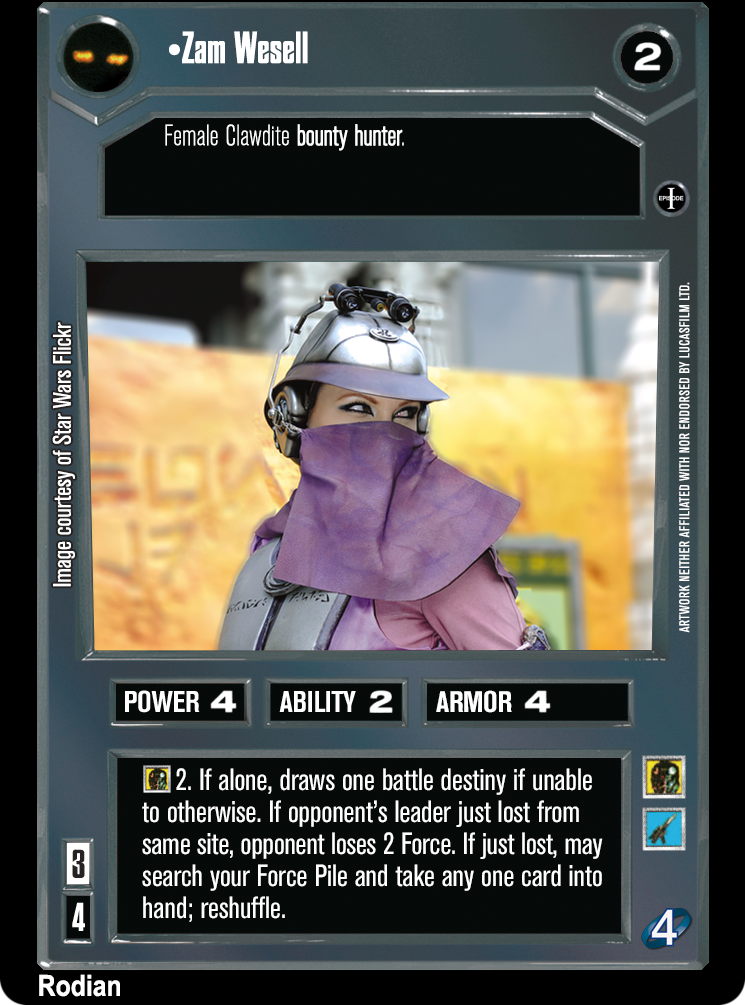 •Zam Wesell
2
Female Clawdite bounty hunter.
EPISODE I
Image courtesy of Star Wars Flickr
ARTWORK NEITHER AFFILIATED WITH NOR ENDORSED BY LUCASFILM LTD.
POWER 4 ABILITY 2 ARMOR 4
2. If alone, draws one battle destiny if unable
to otherwise. If opponent's leader just lost from
same site, opponent loses 2 Force. If just lost, may
search your Force Pile and take any one card into
hand; reshuffle.
3
4
4
Rodian